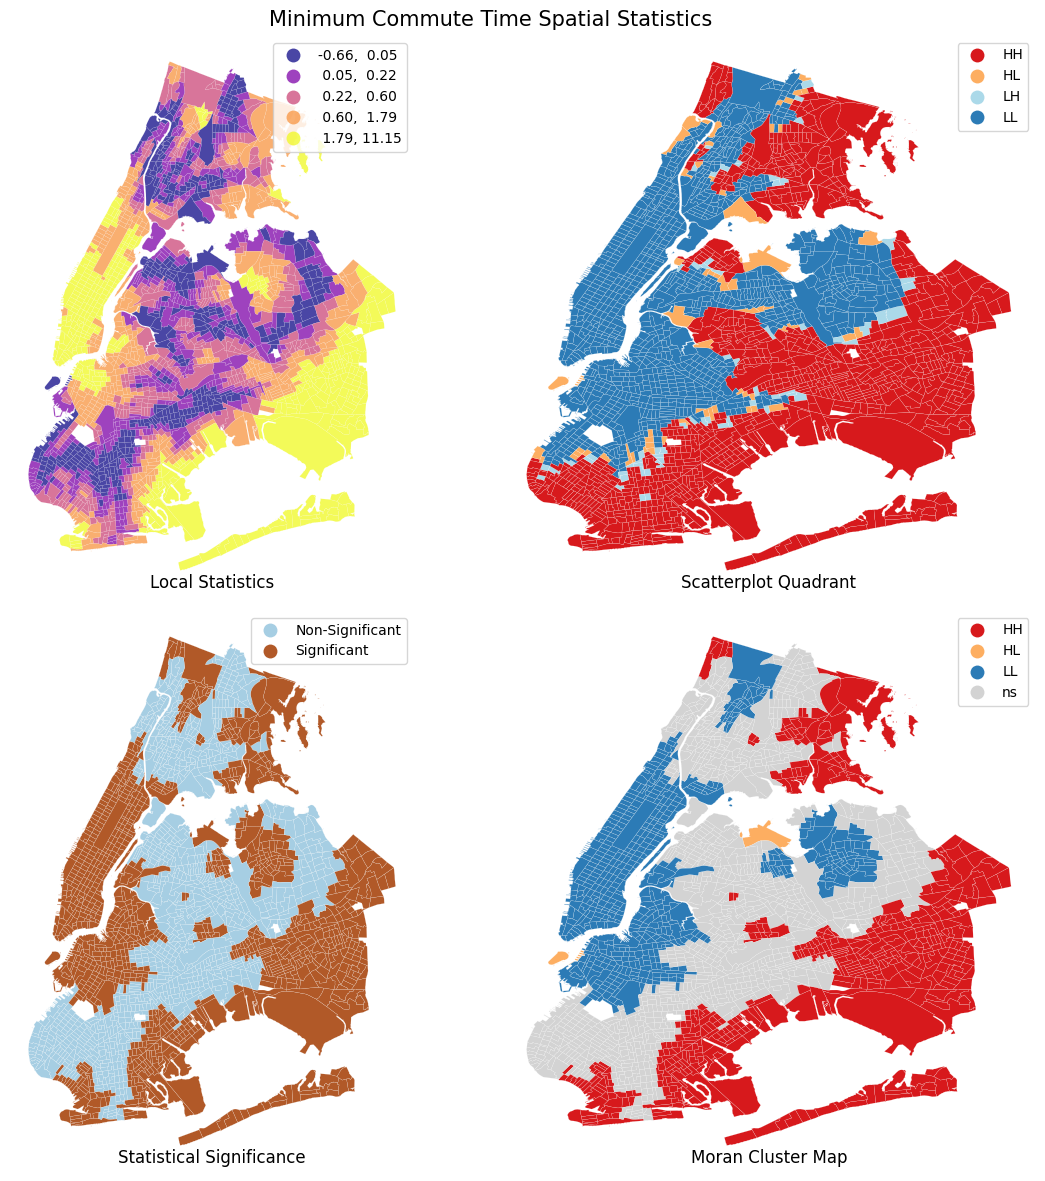 Minimum Commute Time Spatial Statistics
-0.66, 0.05
0.05, 0.22
0.22, 0.60
0.60, 1.79
1.79, 11.15
HH
HL
LH
LL
Local Statistics
Scatterplot Quadrant
Non-Significant
Significant
HH
HL
LL
ns
Statistical Significance
Moran Cluster Map